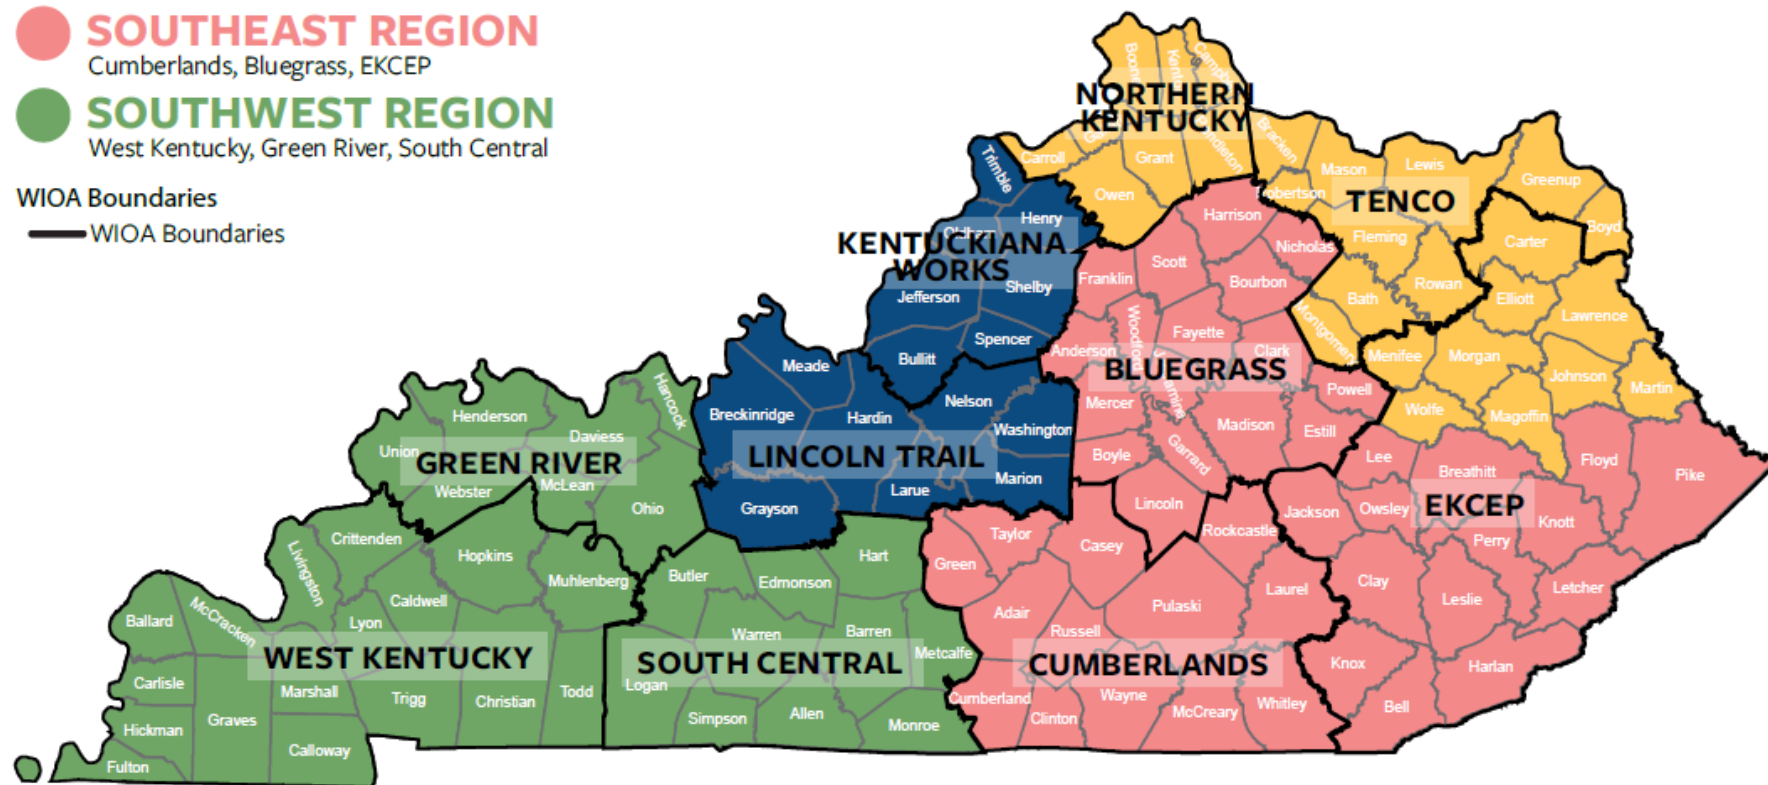 SOUTHEAST REGION
Cumberlands, Bluegrass, EKCEP
SOUTHWEST REGION
West Kentucky, Green River, South Central
WIOA Boundaries
WIOA Boundaries
Boone
NORTHERN
KENTUCKY
Carroll
Grant
Owen
Bracken
Mason
Lewis
Greenup
Robertson
TENCO
Boyd
Fleming
Carter
Rowan
Bath
Elliott
Lawrence
Montgomery
Menifee
Morgan
Johnson
Martin
Wolfe
Magoffin
Trimble
Henry
Oldham
KENTUCKIANA
WORKS
Shelby
Jefferson
Spencer
Bullitt
Meade
Nelson
Breckinridge
Hardin
Washington
LINCOLN TRAIL
Larue
Marion
Grayson
Harrison
Nicholas
Scott
Franklin
Bourbon
Woodford
Fayette
Anderson
Clark
BLUEGRASS
Powell
Mercer
Madison
Estill
Boyle
Garrard
Lincoln
Lee
Breathitt
Floyd
Pike
EKCEP
Jackson
Owsley
Knott
Perry
Clay
Leslie
Letcher
Knox
Harlan
Bell
Rockcastle
Taylor
Casey
Green
Laurel
Adair
Pulaski
Russell
CUMBERLANDS
Cumberland
Wayne
Clinton
McCreary
Whitley
Hancock
Henderson
Daviess
Union
GREEN RIVER
Webster
McLean
Ohio
Crittenden
Livingston
Hopkins
Muhlenberg
Caldwell
Ballard
McCracken
Lyon
WEST KENTUCKY
Carlisle
Marshall
Trigg
Christian
Todd
Graves
Hickman
Calloway
Fulton
Hart
Butler
Edmonson
Warren
Barren
Metcalfe
SOUTH CENTRAL
Logan
Simpson
Allen
Monroe